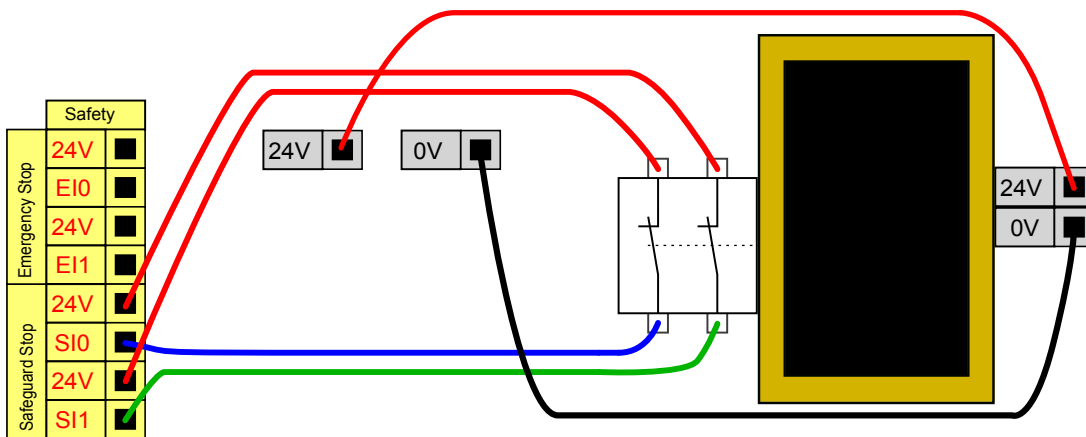 Safety
Emergency Stop
24V
EI0
24V
EI1
Safeguard Stop
24V
SI0
24V
SI1
24V
0V
24V
0V